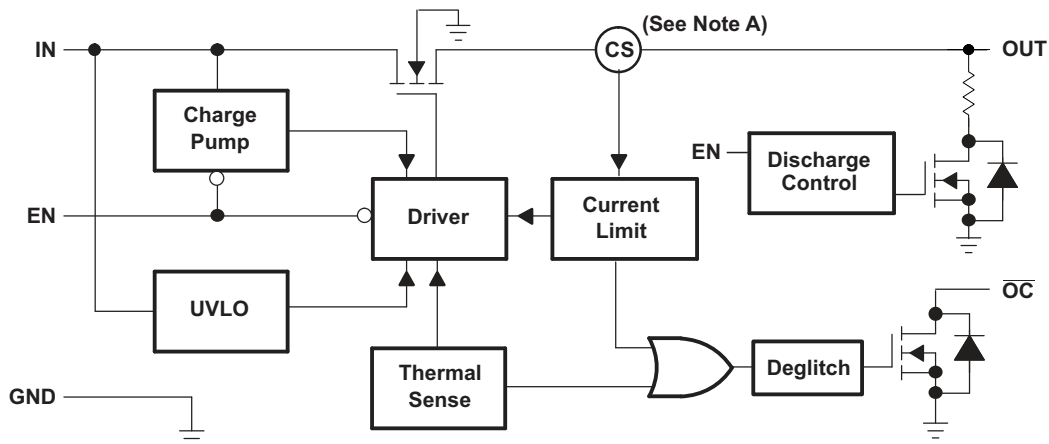 (See Note A)
IN
CS
OUT
Charge
Pump
EN
Discharge
Control
EN
Driver
Current
Limit
UVLO
O̅C̅
Thermal
Sense
Deglitch
GND